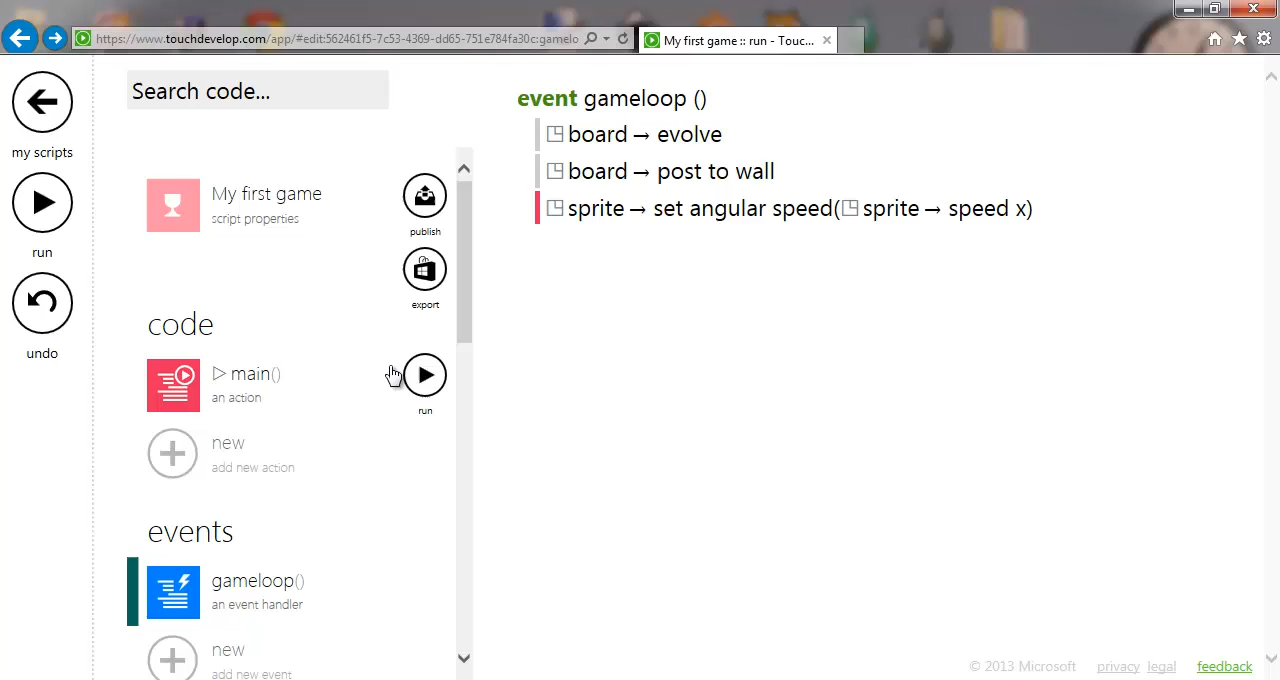 https://www.touchdevelop.com/app/#edit:562461f5-7c53-4369-dd65-751e784fa30c:gamelo
My first game :: run - Touc...
my scripts
run
undo
Search code...
My first game
script properties
publish
export
code
▷ main()
an action
run
new
add new action
events
gameloop()
an event handler
new
add new event
event gameloop ()
board → evolve
board → post to wall
sprite → set angular speed(sprite → speed x)
© 2013 Microsoft privacy legal feedback